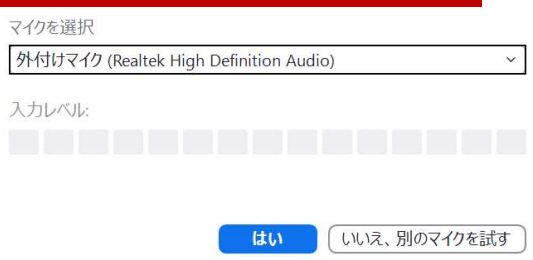 マイクを選択
外付けマイク (Realtek High Definition Audio)
入力レベル:
はい
いいえ、別のマイクを試す